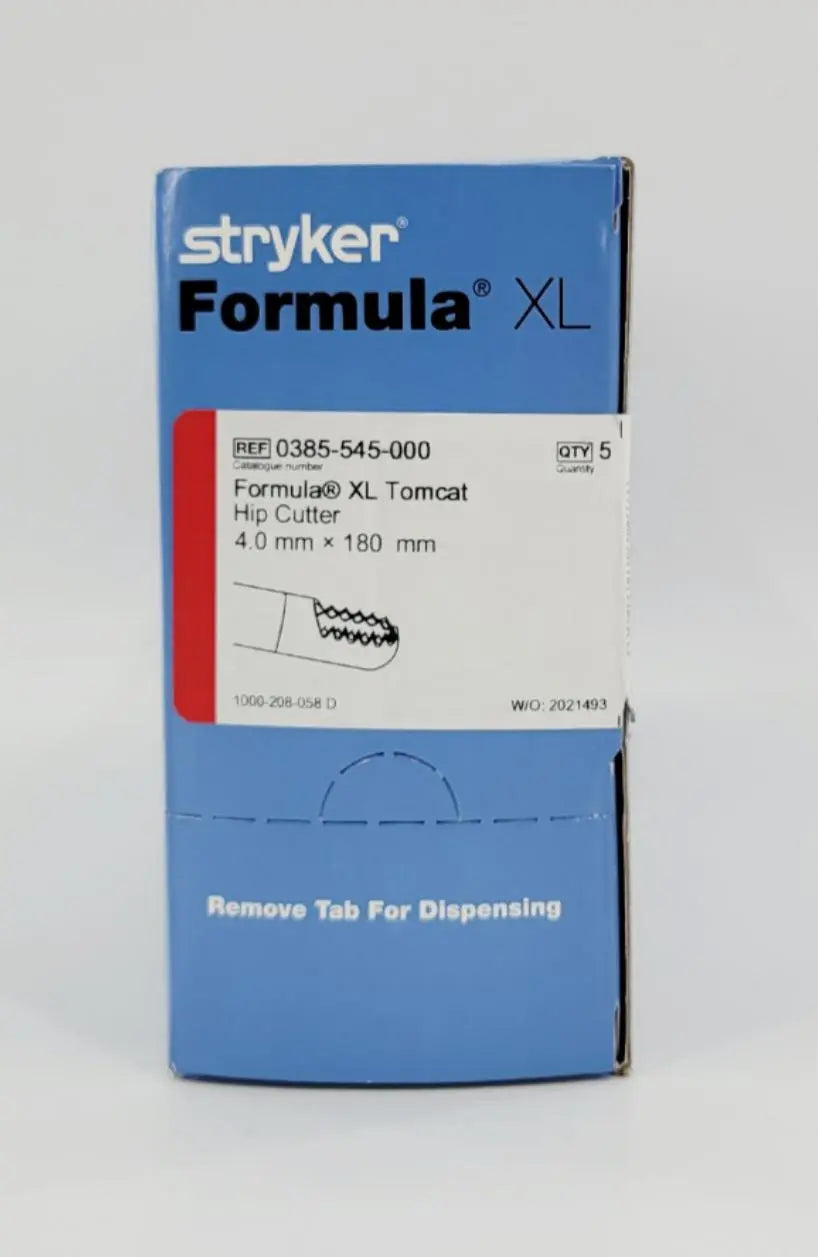 stryker®
Formula® XL
REF 0385-545-000
QTY 5
Catalogue number
Quantity
Formula® XL Tomcat
Hip Cutter
4.0 mm × 180 mm
1000-208-058 D
W/O: 2021493
Remove Tab For Dispensing